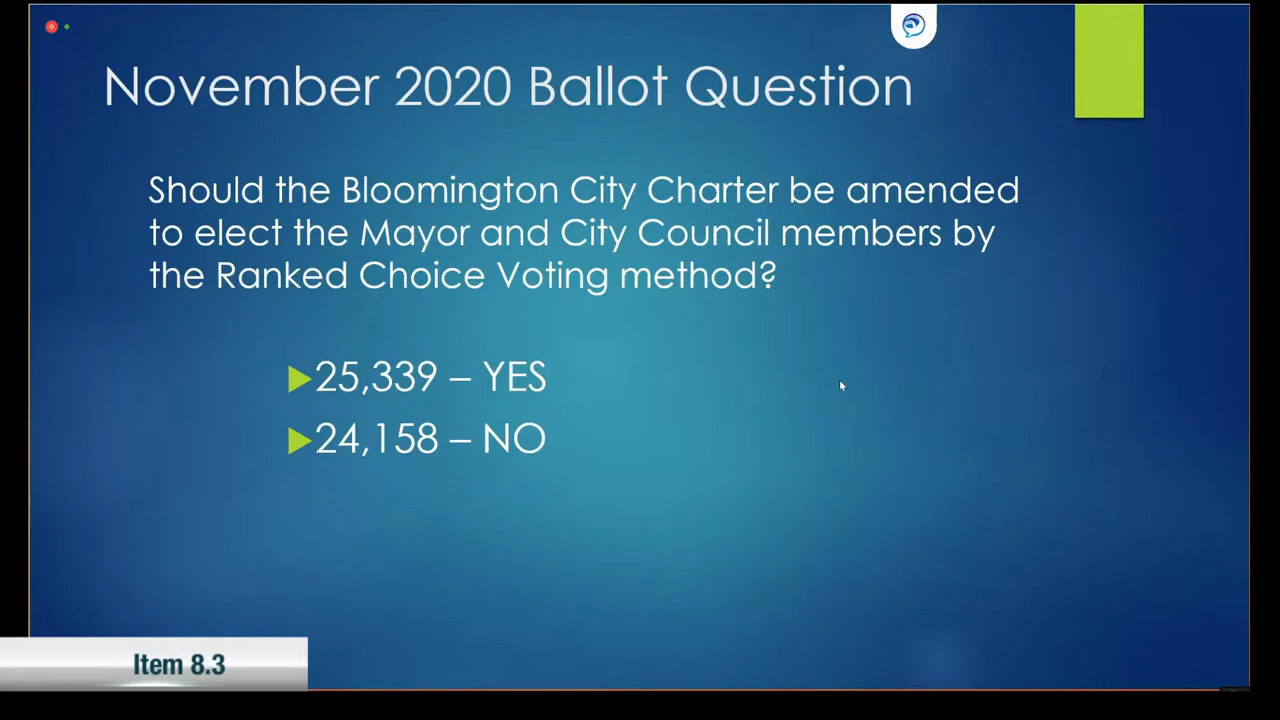 November 2020 Ballot Question
Should the Bloomington City Charter be amended
to elect the Mayor and City Council members by
the Ranked Choice Voting method?
25,339 – YES
24,158 – NO
Item 8.3